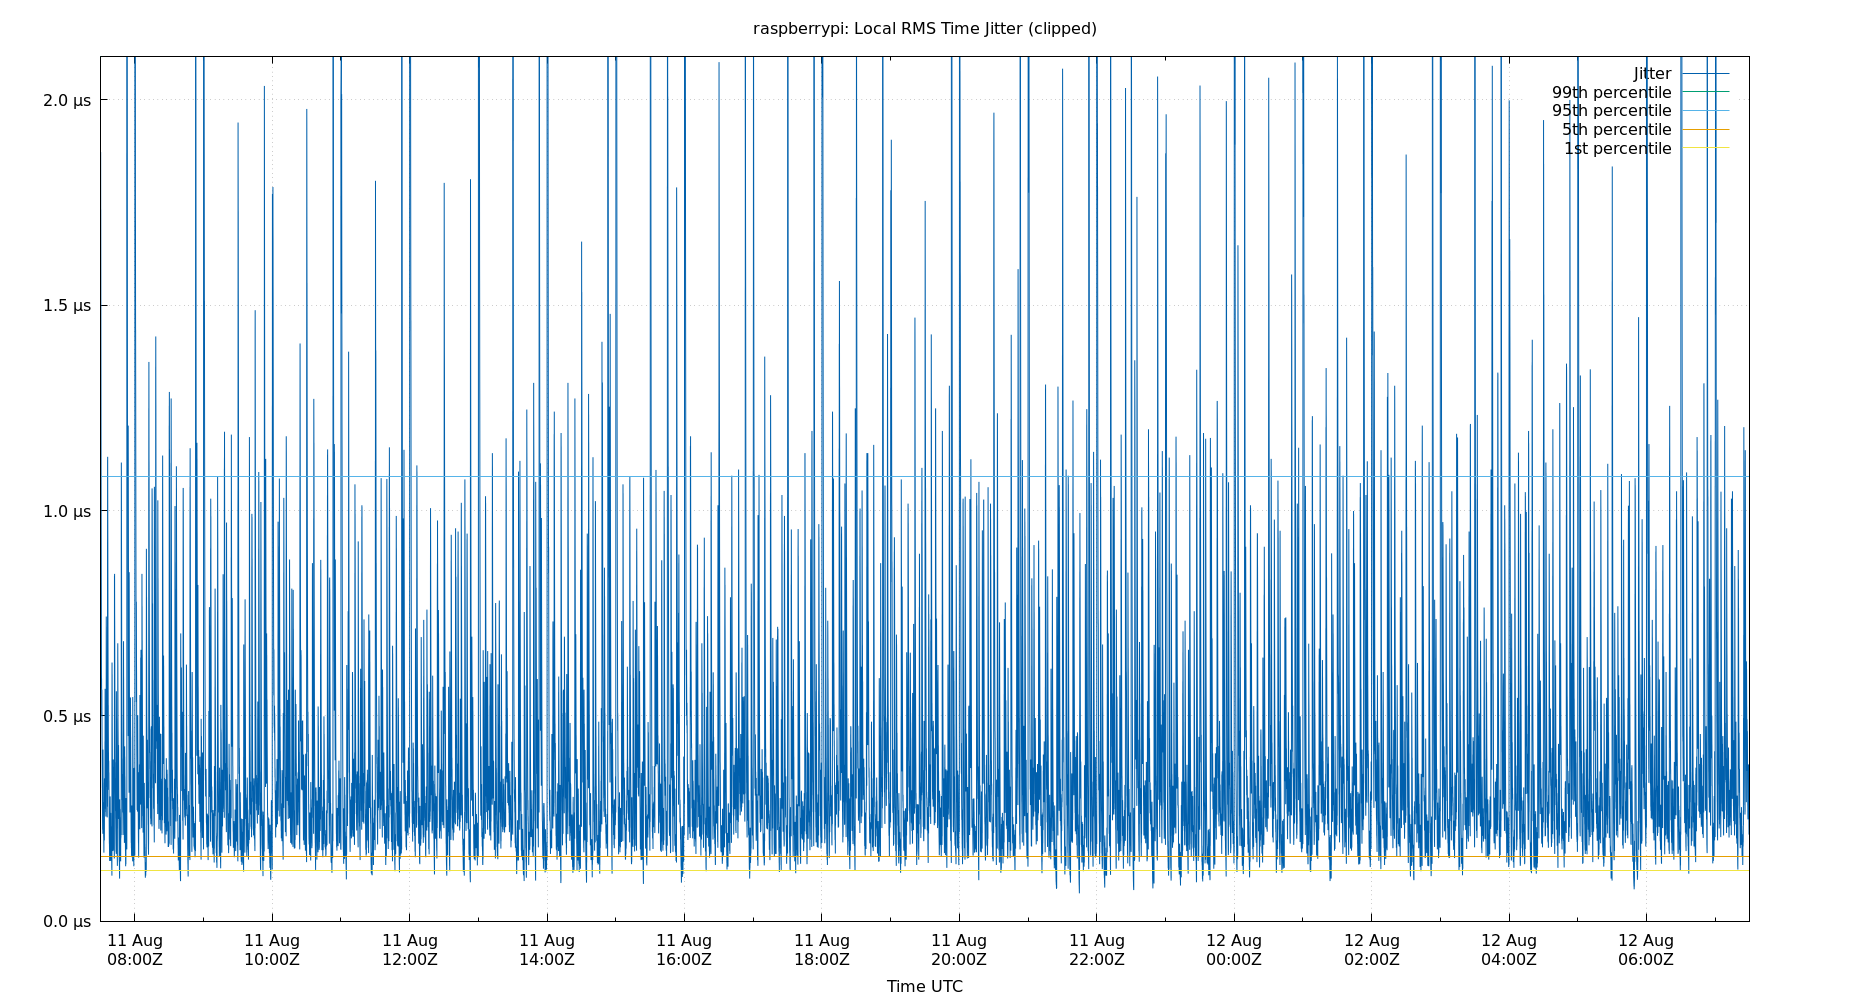 raspberrypi: Local RMS Time Jitter (clipped)
Jitter
99th percentile
95th percentile
5th percentile
1st percentile
2.0 µs
1.5 µs
1.0 µs
0.5 µs
0.0 µs
11 Aug 11 Aug 11 Aug 11 Aug 11 Aug 11 Aug 11 Aug 11 Aug 12 Aug 12 Aug 12 Aug 12 Aug
08:00Z 10:00Z 12:00Z 14:00Z 16:00Z 18:00Z 20:00Z 22:00Z 00:00Z 02:00Z 04:00Z 06:00Z
Time UTC